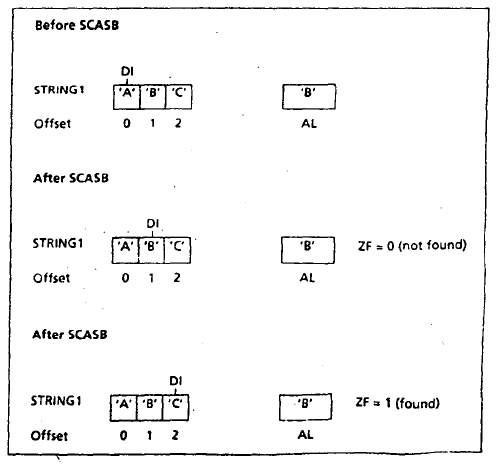 Before SCASB
DI
STRING1 'A' 'B' 'C' 'B'
Offset 0 1 2 AL
After SCASB
DI
STRING1 'A' 'B' 'C' 'B' ZF = 0 (not found)
Offset 0 1 2 AL
After SCASB
DI
STRING1 'A' 'B' 'C' 'B' ZF = 1 (found)
Offset 0 1 2 AL